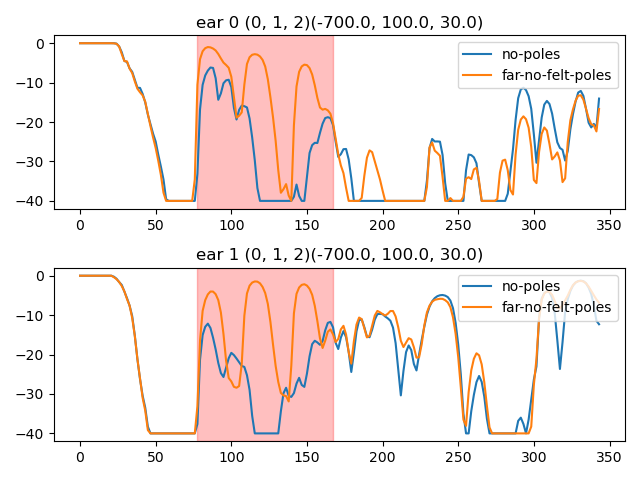 ear 0 (0, 1, 2)(-700.0, 100.0, 30.0)
0
−10
−20
−30
−40
no-poles
far-no-felt-poles
0 50 100 150 200 250 300 350
ear 1 (0, 1, 2)(-700.0, 100.0, 30.0)
0
−10
−20
−30
−40
no-poles
far-no-felt-poles
0 50 100 150 200 250 300 350